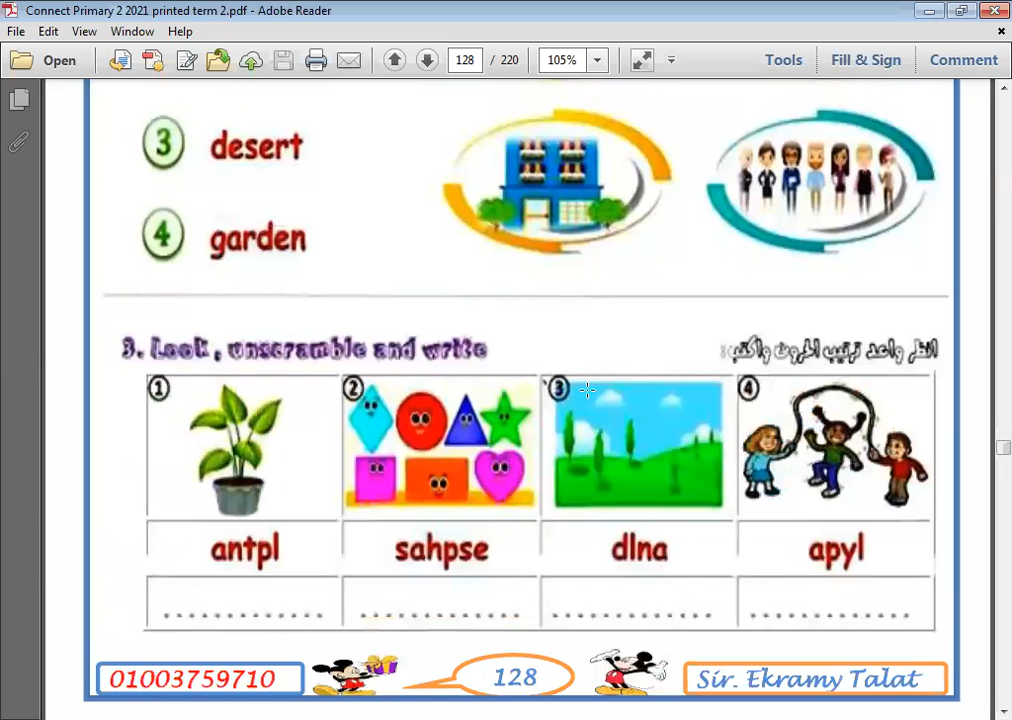 Connect Primary 2 2021 printed term 2.pdf - Adobe Reader
File Edit View Window Help
Open 128 / 220 105% Tools Fill & Sign Comment
3 desert
4 garden
3. Look , unscramble and write
انظر واعد ترتيب الحروف واكتب:
1 2 3 4
antpl sahpse dlna apyl
.................. .................. .................. ..................
01003759710 128 Sir. Ekramy Talat